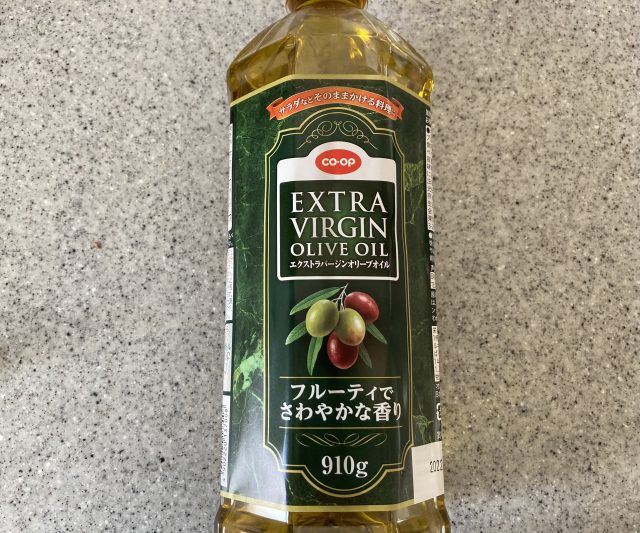 サラダなどそのままかける料理に
CO・OP
EXTRA
VIRGIN
OLIVE OIL
エクストラバージンオリーブオイル
フルーティで
さわやかな香り
910g
2022